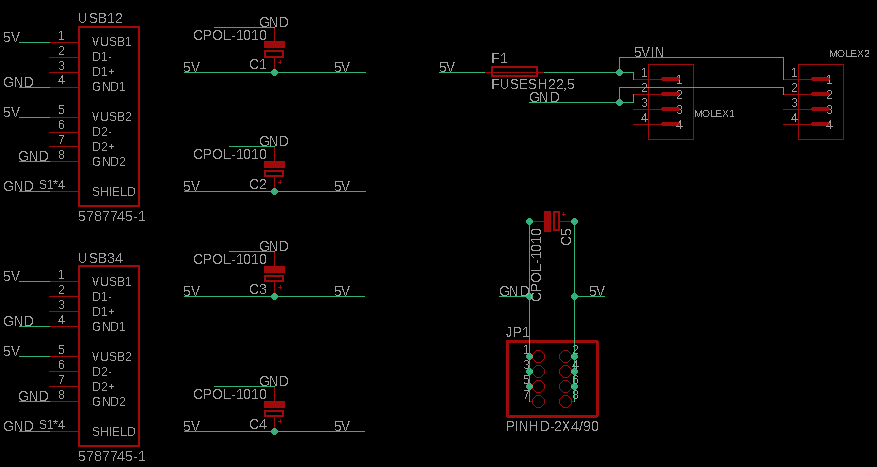 USB12
5V 1 VUSB1
2 D1-
3 D1+
GND 4 GND1
5V 5 VUSB2
6 D2-
7 D2+
GND 8 GND2
GND S1*4 SHIELD
5787745-1
USB34
5V 1 VUSB1
2 D1-
3 D1+
GND 4 GND1
5V 5 VUSB2
6 D2-
7 D2+
GND 8 GND2
GND S1*4 SHIELD
5787745-1
GND
CPOL-1010
+
5V C1 5V
GND
CPOL-1010
+
5V C2 5V
GND
CPOL-1010
+
5V C3 5V
GND
CPOL-1010
+
5V C4 5V
F1
5V
FUSESH22,5
GND
5VIN
1 1
2 2
3 3
4 4
MOLEX1
MOLEX2
1 1
2 2
3 3
4 4
+
CPOL-1010
C5
GND 5V
JP1
1 2
3 4
5 6
7 8
PINHD-2X4/90